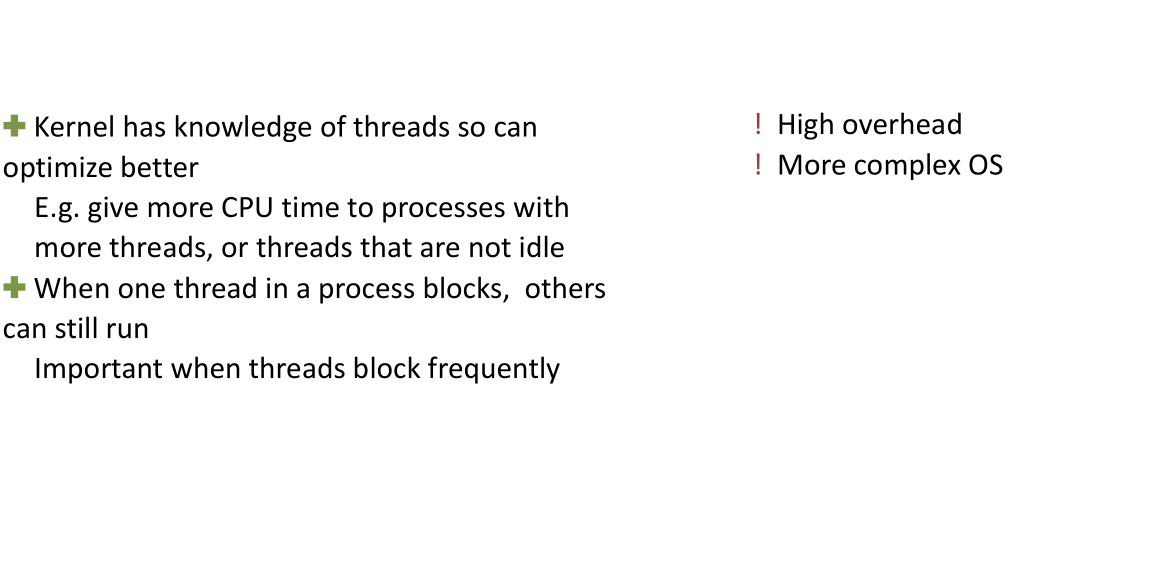 ✚ Kernel has knowledge of threads so can
optimize better
E.g. give more CPU time to processes with
more threads, or threads that are not idle
✚ When one thread in a process blocks,  others
can still run
Important when threads block frequently
! High overhead
! More complex OS